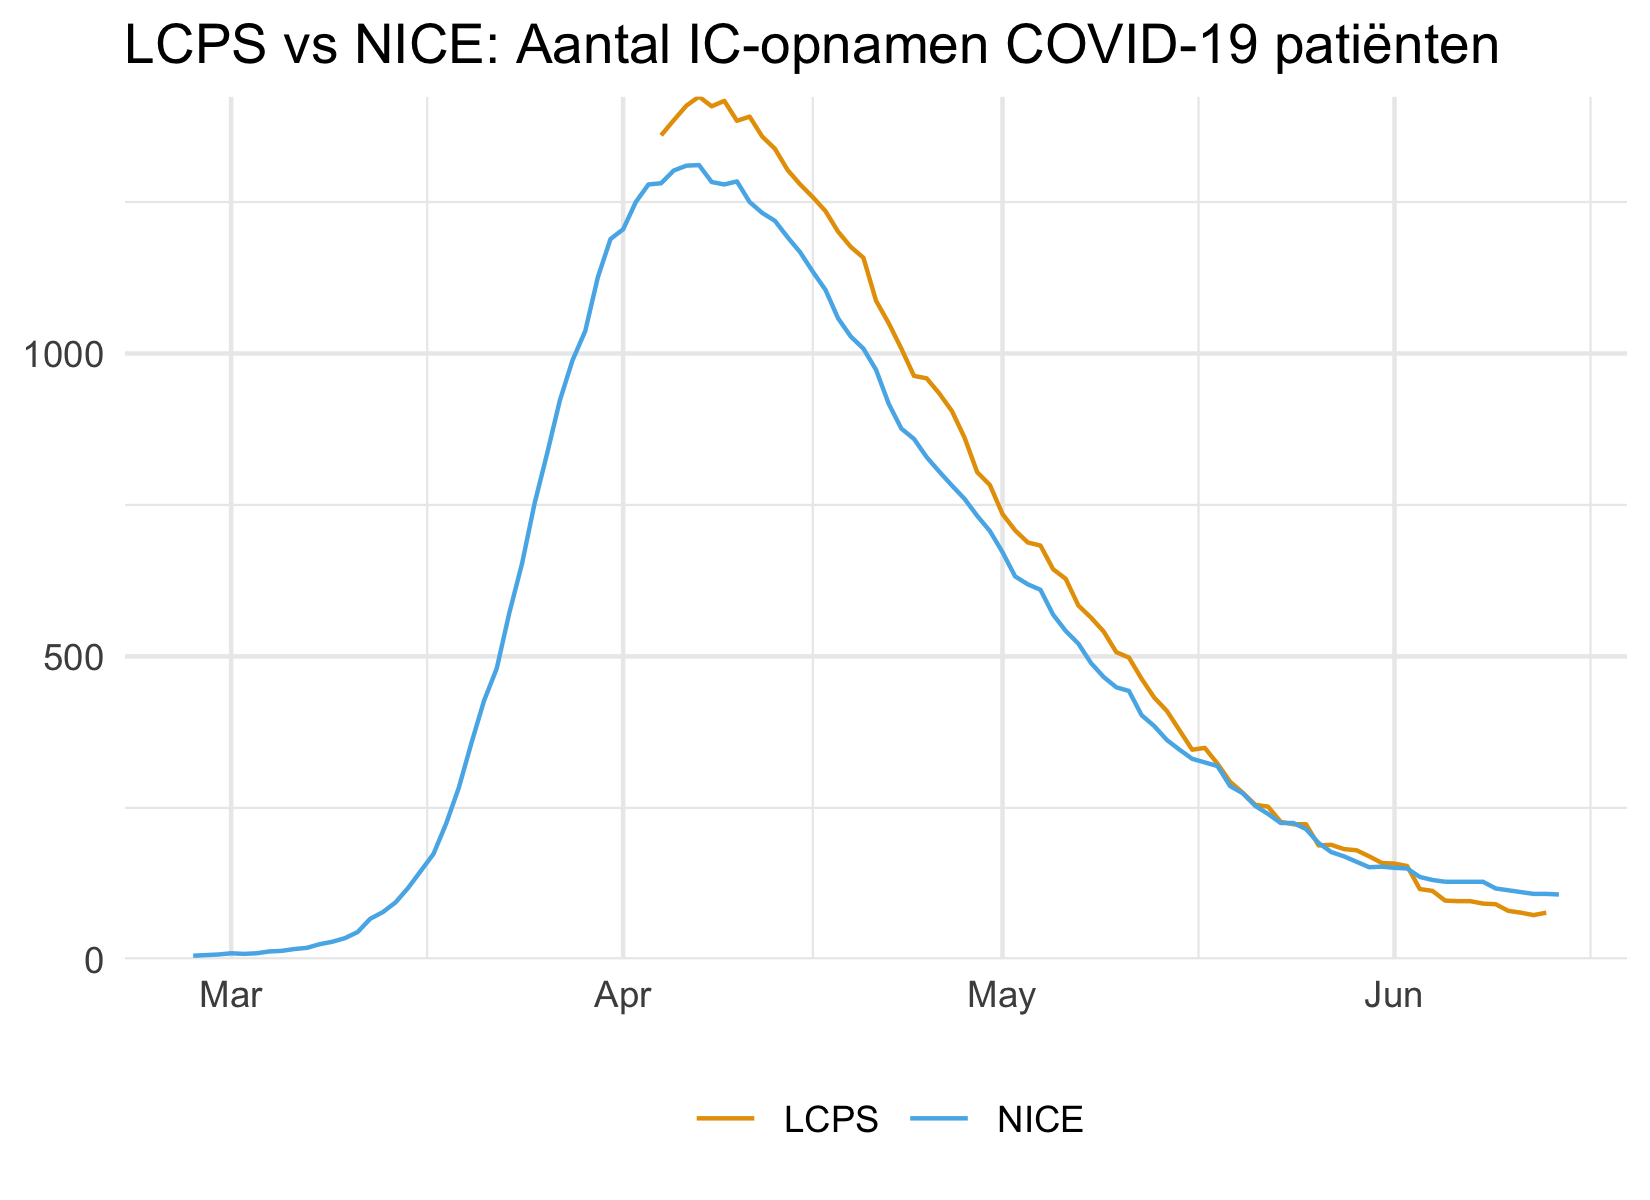 LCPS vs NICE: Aantal IC-opnamen COVID-19 patiënten
1000
500
0
Mar Apr May Jun
LCPS NICE